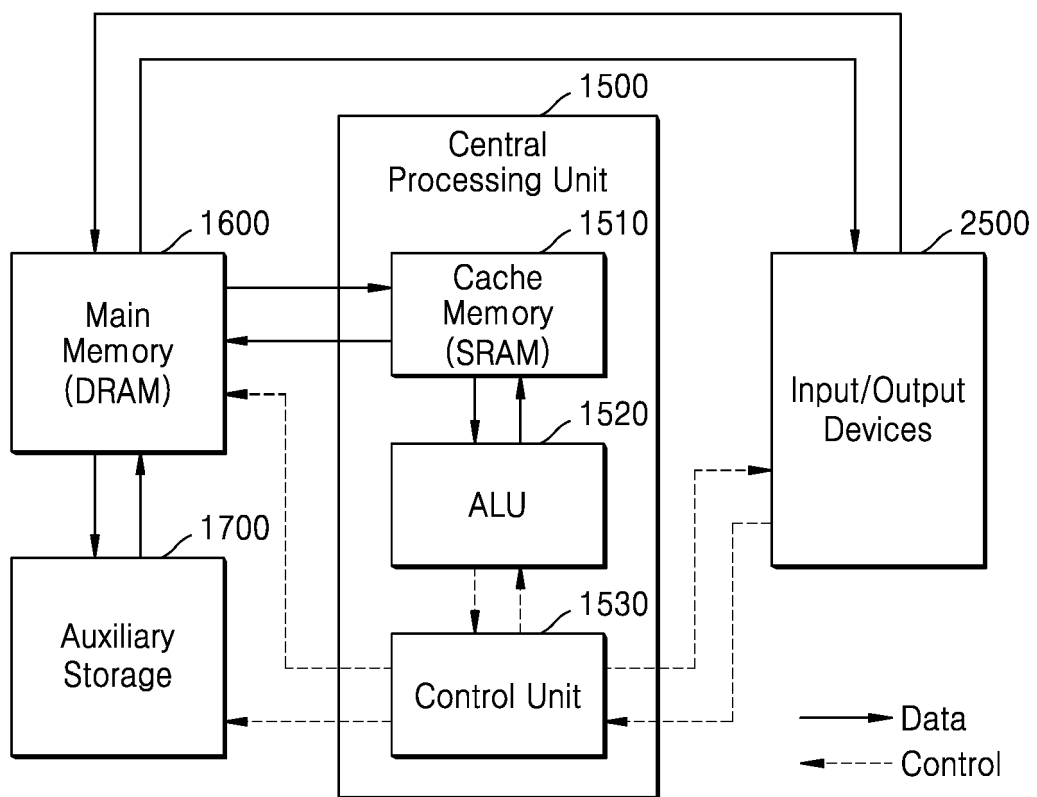 1500
Central
Processing Unit
1600
Main
Memory
(DRAM)
1510
Cache
Memory
(SRAM)
2500
Input/Output
Devices
1520
ALU
1700
Auxiliary
Storage
1530
Control Unit
Data
Control